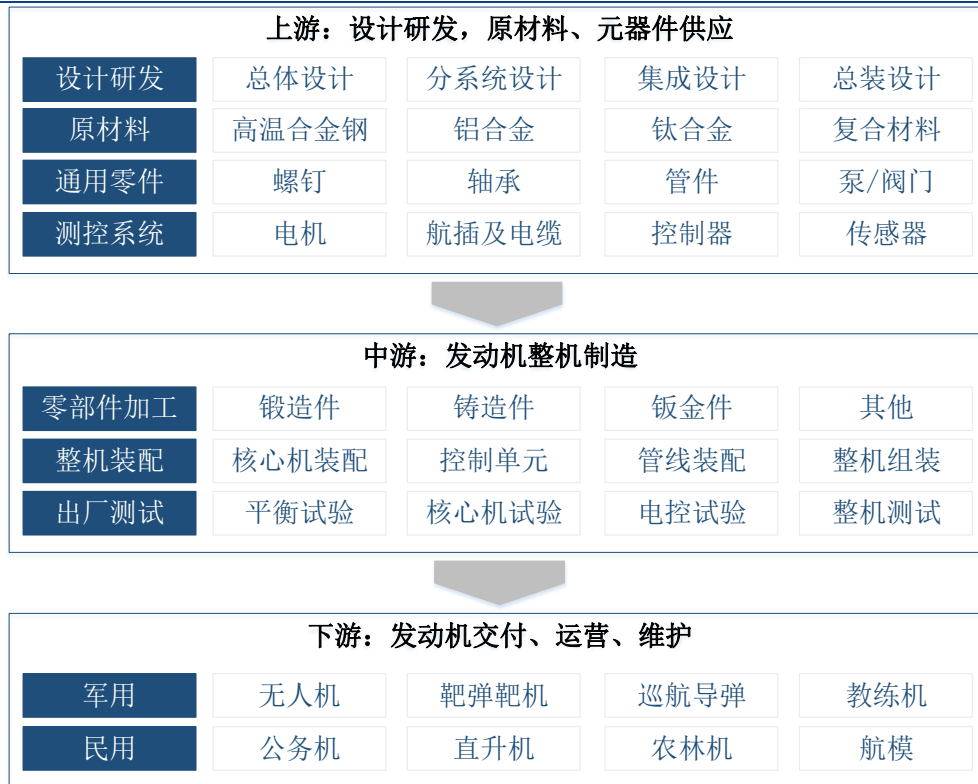 上游：设计研发，原材料、元器件供应
设计研发 总体设计 分系统设计 集成设计 总装设计
原材料 高温合金钢 铝合金 钛合金 复合材料
通用零件 螺钉 轴承 管件 泵/阀门
测控系统 电机 航插及电缆 控制器 传感器
中游：发动机整机制造
零部件加工 锻造件 铸造件 钣金件 其他
整机装配 核心机装配 控制单元 管线装配 整机组装
出厂测试 平衡试验 核心机试验 电控试验 整机测试
下游：发动机交付、运营、维护
军用 无人机 靶弹靶机 巡航导弹 教练机
民用 公务机 直升机 农林机 航模